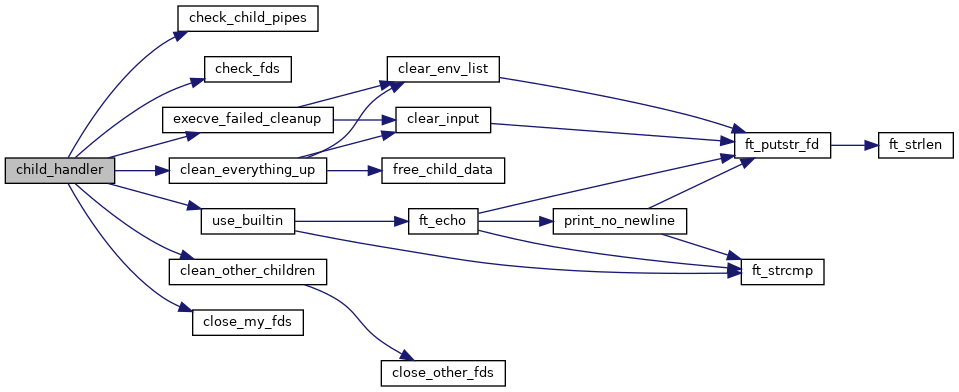 check_child_pipes
check_fds
clear_env_list
execve_failed_cleanup
clear_input
ft_putstr_fd
ft_strlen
child_handler
clean_everything_up
free_child_data
use_builtin
ft_echo
print_no_newline
clean_other_children
ft_strcmp
close_my_fds
close_other_fds